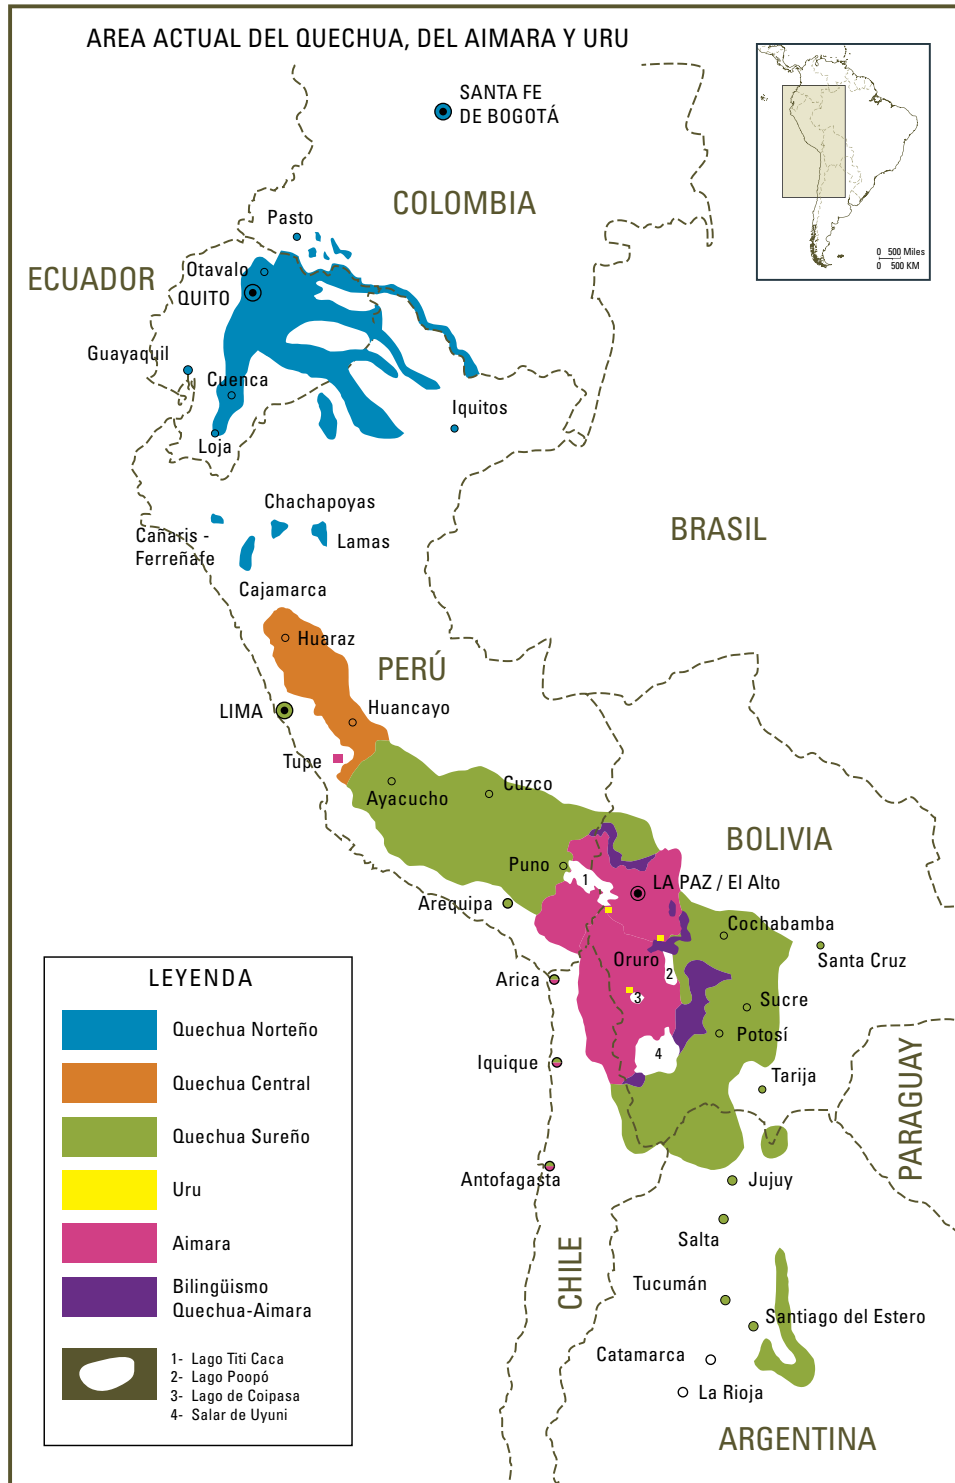 AREA ACTUAL DEL QUECHUA, DEL AIMARA Y URU
SANTA FE
DE BOGOTÁ
COLOMBIA
Pasto
ECUADOR
Otavalo
QUITO
0 500 Miles
0 500 KM
Guayaquil
Cuenca
Iquitos
Loja
Chachapoyas
Cañaris -
Ferreñafe
Lamas
BRASIL
Cajamarca
Huaraz
PERÚ
LIMA
Huancayo
Tupe
Ayacucho
Cuzco
BOLIVIA
Puno
1
LA PAZ / El Alto
Arequipa
Cochabamba
Santa Cruz
Oruro
2
Arica
3
Sucre
Potosí
4
Iquique
Tarija
PARAGUAY
Antofagasta
Jujuy
Salta
CHILE
Tucumán
Santiago del Estero
Catamarca
La Rioja
ARGENTINA
LEYENDA
Quechua Norteño
Quechua Central
Quechua Sureño
Uru
Aimara
Bilingüismo
Quechua-Aimara
1- Lago Titi Caca
2- Lago Poopó
3- Lago de Coipasa
4- Salar de Uyuni